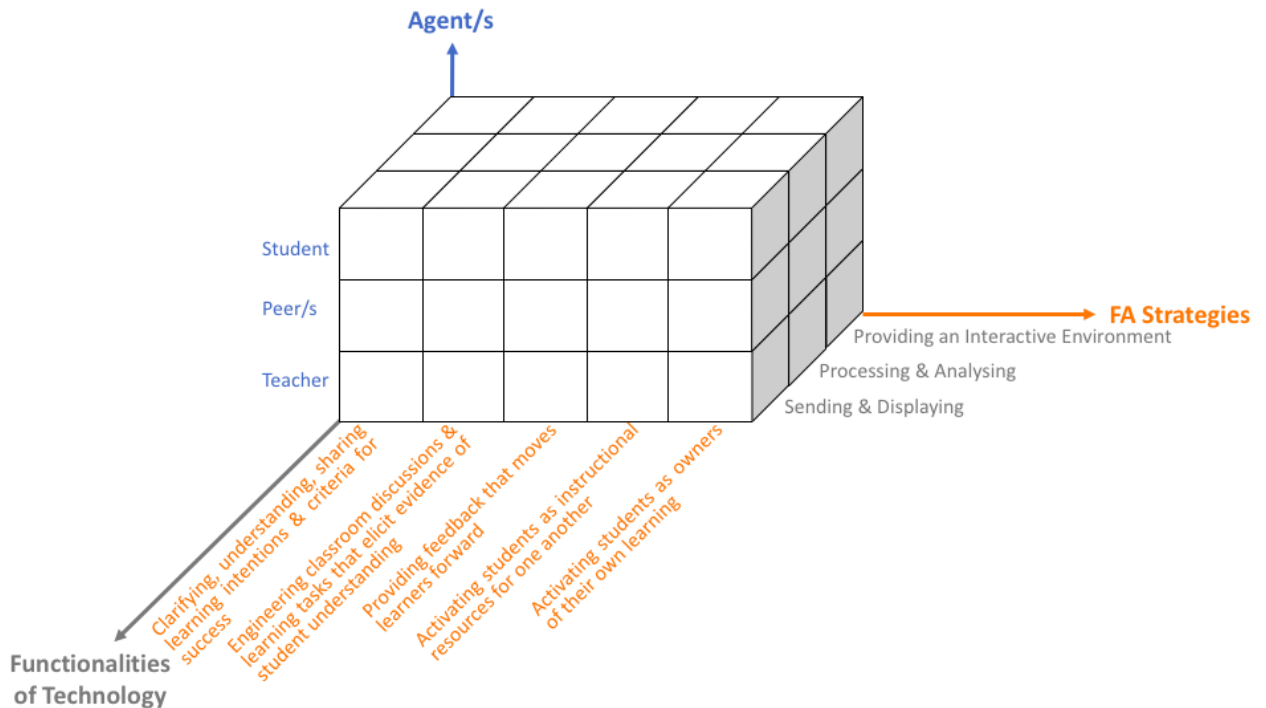 Agent/s
Student
Peer/s
Teacher
FA Strategies
Providing an Interactive Environment
Processing & Analysing
Sending & Displaying
Clarifying, understanding, sharing
learning intentions & criteria for
success
Engineering classroom discussions &
learning tasks that elicit evidence of
student understanding
Providing feedback that moves
learners forward
Activating students as instructional
resources for one another
Activating students as owners
of their own learning
Functionalities
of Technology